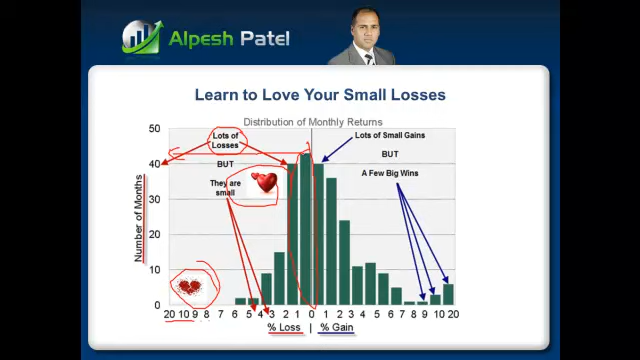 Alpesh Patel
Learn to Love Your Small Losses
Distribution of Monthly Returns
50
40
30
20
10
0
Number of Months
Lots of
Losses
BUT
They are
small
Lots of Small Gains
BUT
A Few Big Wins
20 10 9 8 7 6 5 4 3 2 1 0 1 2 3 4 5 6 7 8 9 10 20
% Loss | % Gain